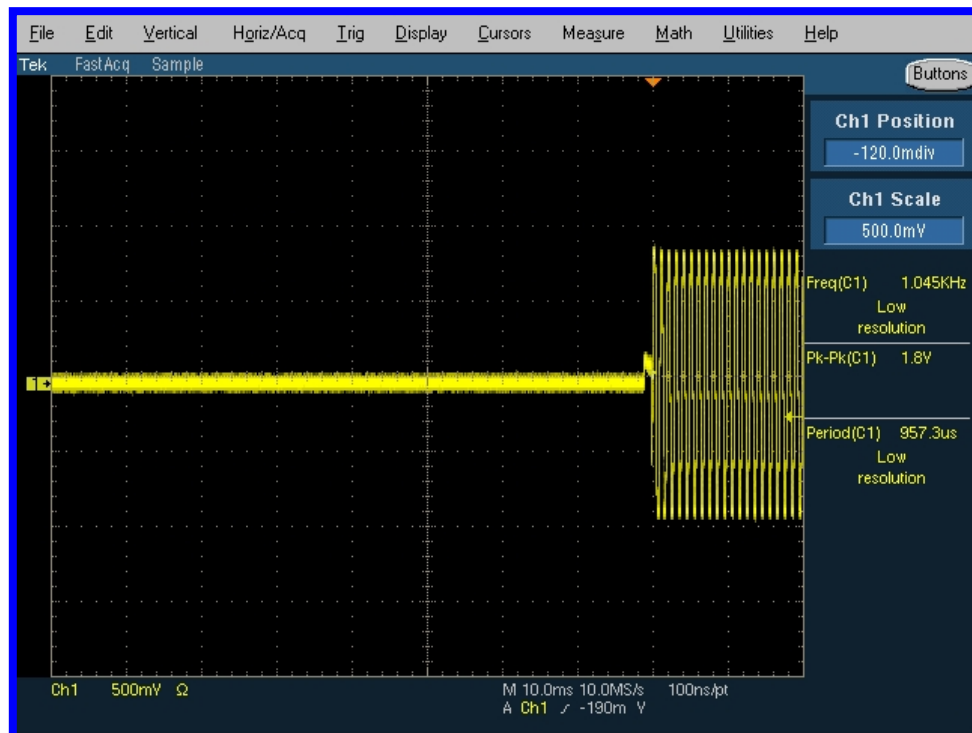 File Edit Vertical Horiz/Acq Trig Display Cursors Measure Math Utilities Help
Tek FastAcq Sample
Buttons
Ch1 Position
-120.0mdiv
Ch1 Scale
500.0mV
Freq(C1) 1.045KHz
Low
resolution
Pk-Pk(C1) 1.8V
1
Period(C1) 957.3us
Low
resolution
Ch1 500mV Ω M 10.0ms 10.0MS/s 100ns/pt
A Ch1 -190m V